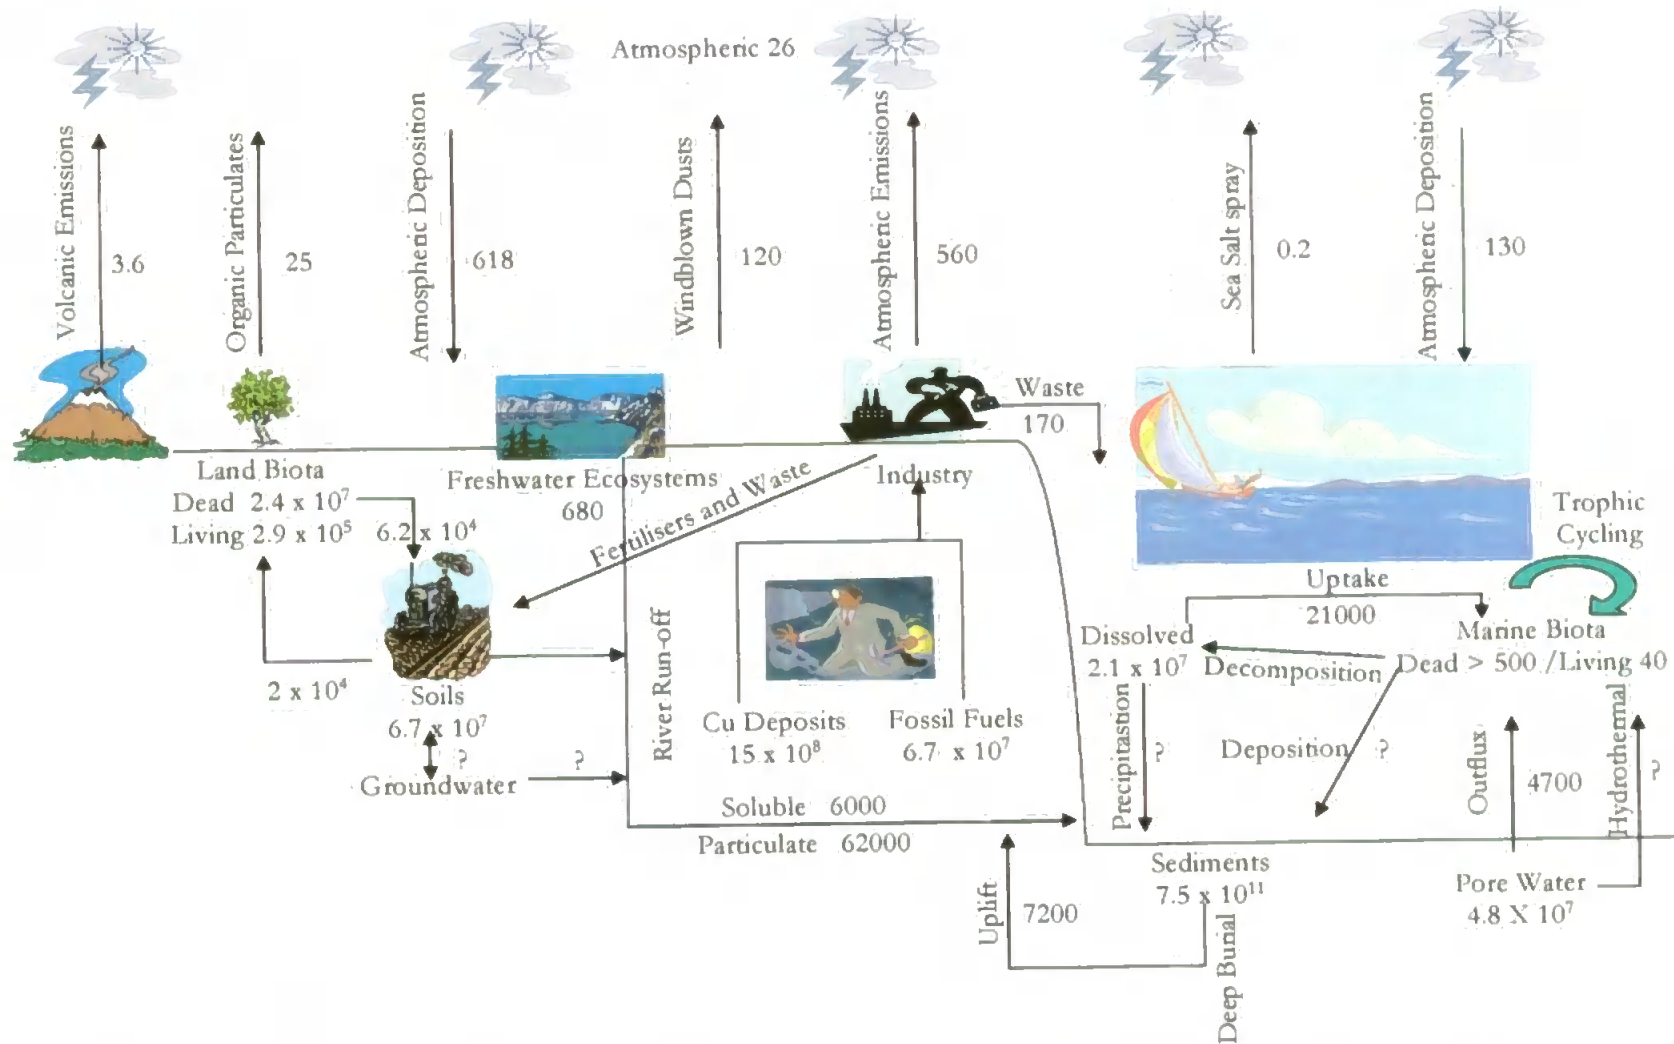 Atmospheric 26
Volcanic Emissions
3.6
Organic Particulates
25
Atmospheric Deposition
618
Windblown Dusts
120
Atmospheric Emissions
560
Sea Salt spray
0.2
Atmospheric Deposition
130
Waste
170
Land Biota
Dead 2.4 x 10⁷
Living 2.9 x 10⁵
6.2 x 10⁴
Freshwater Ecosystems
680
Fertilisers and Waste
Industry
Trophic
Cycling
Uptake
21000
Dissolved
2.1 x 10⁷
Decomposition
Marine Biota
Dead > 500 /Living 40
2 x 10⁴
Soils
6.7 x 10⁷
?
Groundwater
?
River Run-off
Cu Deposits
15 x 10⁸
Fossil Fuels
6.7 x 10⁷
Soluble 6000
Particulate 62000
Precipitastion
?
Deposition
?
Outflux
4700
Hydrothermal
?
Sediments
7.5 x 10¹¹
Pore Water
4.8 X 10⁷
Uplift
7200
Deep Burial